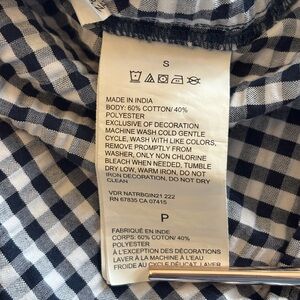 S
MADE IN INDIA
BODY: 60% COTTON/ 40%
POLYESTER
EXCLUSIVE OF DECORATION
MACHINE WASH COLD GENTLE
CYCLE, WASH WITH LIKE COLORS,
REMOVE PROMPTLY FROM
WASHER, ONLY NON CHLORINE
BLEACH WHEN NEEDED, TUMBLE
DRY LOW, WARM IRON, DO NOT
IRON DECORATION, DO NOT DRY
CLEAN
VDR NATRBGIN21 222
RN 67835 CA 07415
P
FABRIQUÉ EN INDE
CORPS: 60% COTON/ 40%
POLYESTER
À L'EXCEPTION DES DÉCORATIONS
LAVER À LA MACHINE À L'EAU
FROIDE AU CYCLE DÉLICAT, LAVER